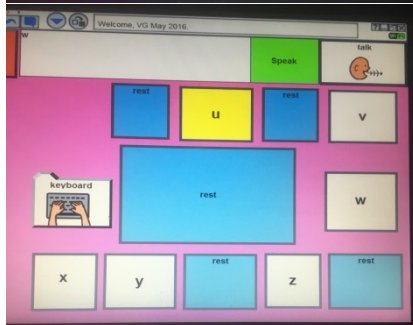 Welcome, VG May 2016.
w
Speak
talk
rest
u
rest
v
keyboard
rest
w
x
y
rest
z
rest